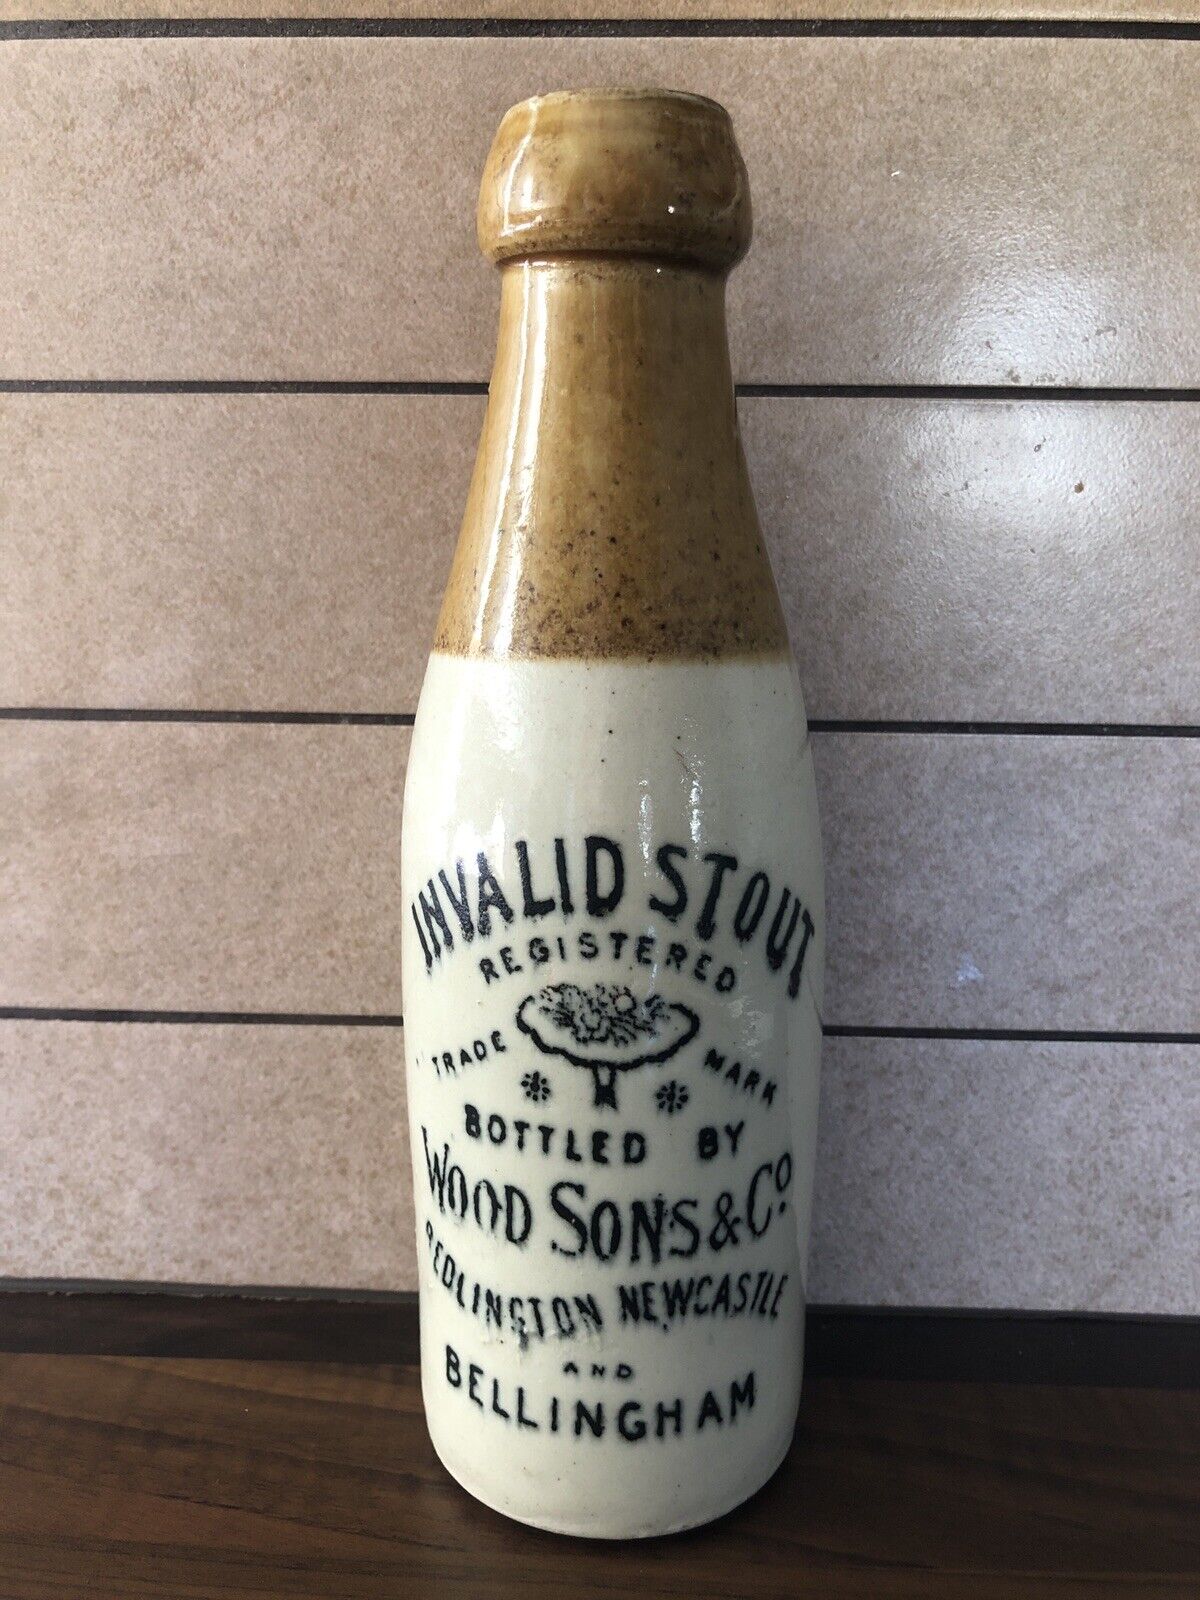 INVALID STOUT
REGISTERED
TRADE MARK
BOTTLED BY
WOOD SONS & Co
BEDLINGTON NEWCASTLE
AND
BELLINGHAM